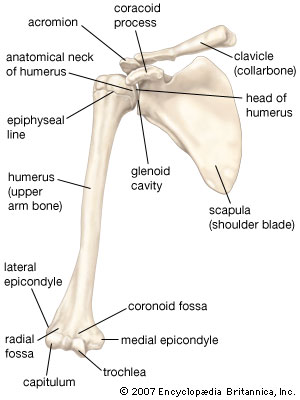 coracoid
process
acromion
anatomical neck
of humerus
clavicle
(collarbone)
epiphyseal
line
head of
humerus
glenoid
cavity
humerus
(upper
arm bone)
scapula
(shoulder blade)
lateral
epicondyle
coronoid fossa
radial
fossa
medial epicondyle
capitulum
trochlea
© 2007 Encyclopædia Britannica, Inc.